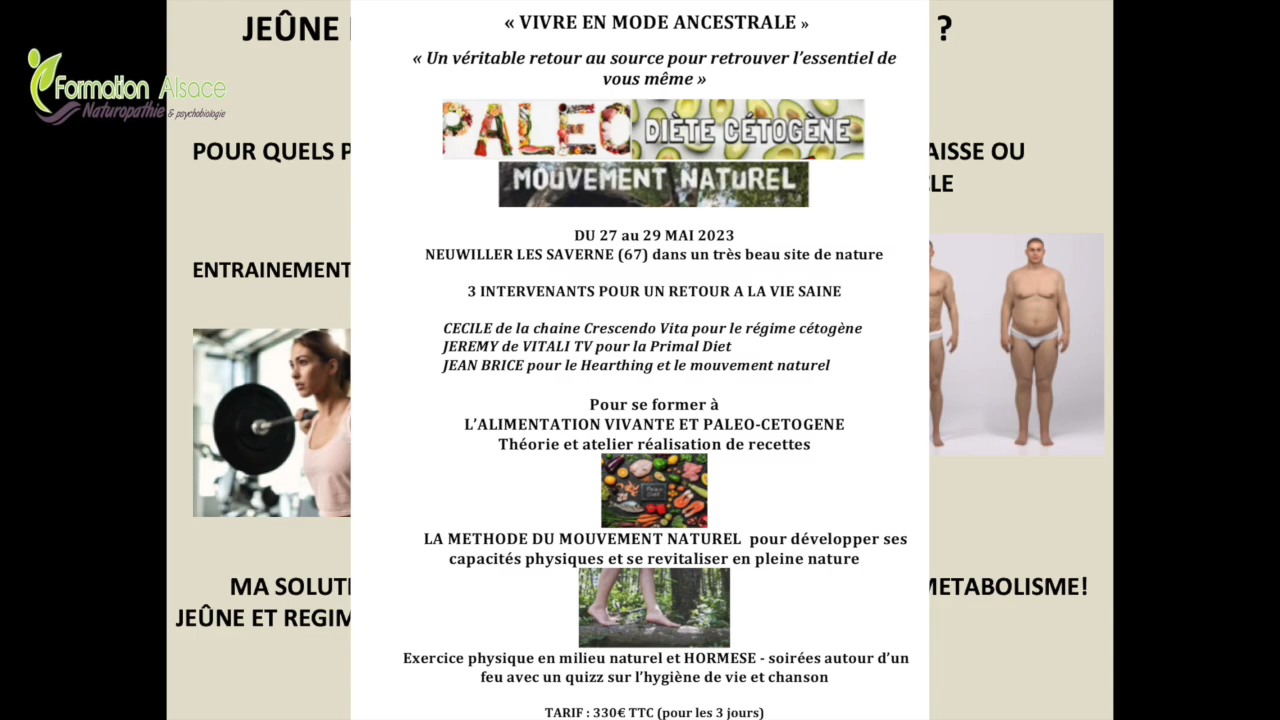 JEÛNE
?
Formation Alsace
Naturopathie & psychobiologie
POUR QUELS
AISSE OU
ENTRAINEMENT
MA SOLUTI
METABOLISME!
JEÛNE ET REGIM
« VIVRE EN MODE ANCESTRALE »
« Un véritable retour au source pour retrouver l'essentiel de
vous même »
PALEO DIÈTE CÉTOGÈNE
MOUVEMENT NATUREL
DU 27 au 29 MAI 2023
NEUWILLER LES SAVERNE (67) dans un très beau site de nature
3 INTERVENANTS POUR UN RETOUR A LA VIE SAINE
CECILE de la chaine Crescendo Vita pour le régime cétogène
JEREMY de VITALI TV pour la Primal Diet
JEAN BRICE pour le Hearthing et le mouvement naturel
Pour se former à
L'ALIMENTATION VIVANTE ET PALEO-CETOGENE
Théorie et atelier réalisation de recettes
LA METHODE DU MOUVEMENT NATUREL pour développer ses
capacités physiques et se revitaliser en pleine nature
Exercice physique en milieu naturel et HORMESE - soirées autour d'un
feu avec un quizz sur l'hygiène de vie et chanson
TARIF : 330€ TTC (pour les 3 jours)